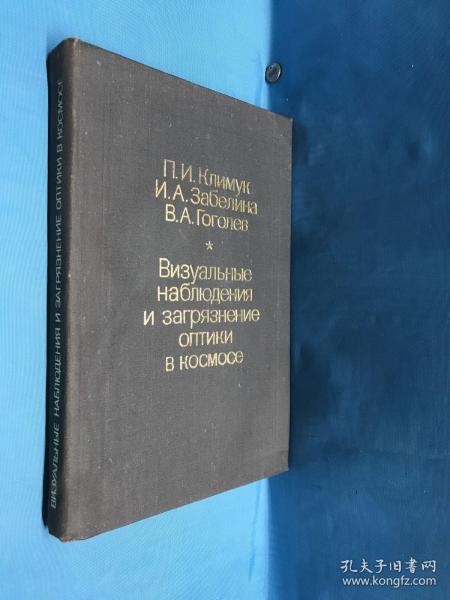 П.И.Климук
И.А.Забелина
В.А.Гоголев
*
Визуальные
наблюдения
и загрязнение
оптики
в космосе
ВИЗУАЛЬНЫЕ НАБЛЮДЕНИЯ И ЗАГРЯЗНЕНИЕ ОПТИКИ В КОСМОСЕ
孔夫子旧书网
www.kongfz.com